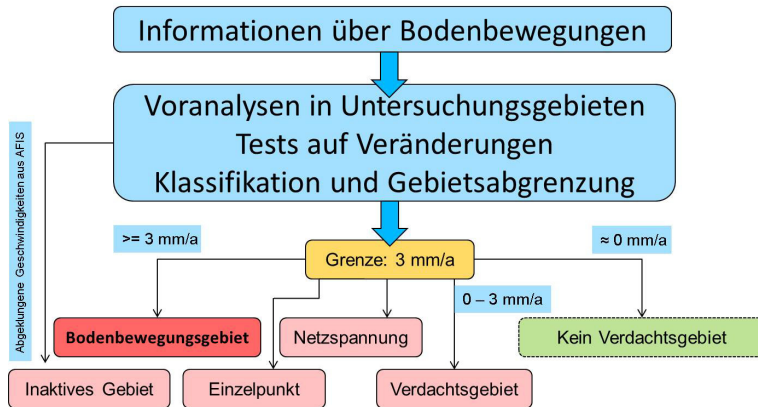 Informationen über Bodenbewegungen
Voranalysen in Untersuchungsgebieten
Tests auf Veränderungen
Klassifikation und Gebietsabgrenzung
Abgeklungene Geschwindigkeiten aus AFIS
>= 3 mm/a
≈ 0 mm/a
Grenze: 3 mm/a
0 – 3 mm/a
Bodenbewegungsgebiet
Netzspannung
Kein Verdachtsgebiet
Inaktives Gebiet
Einzelpunkt
Verdachtsgebiet